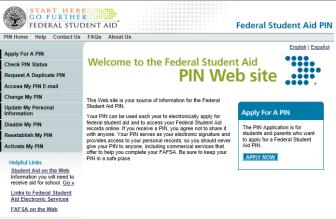 START HERE
GO FURTHER
FEDERAL STUDENT AID
Federal Student Aid PIN
PIN Home Help Contact Us FAQs About Us
English | Español
Apply For A PIN
Check PIN Status
Request A Duplicate PIN
Access My PIN E-mail
Change My PIN
Update My Personal
Information
Disable My PIN
Reestablish My PIN
Activate My PIN
Helpful Links
Student Aid on the Web
Information you will need to
receive aid for school. Go »
Links to Federal Student
Aid Electronic Services
FAFSA on the Web
Welcome to the Federal Student Aid
PIN Web site
This Web site is your source of information for the Federal
Student Aid PIN.
Your PIN can be used each year to electronically apply for
federal student aid and to access your Federal Student Aid
records online. If you receive a PIN, you agree not to share it
with anyone. Your PIN serves as your electronic signature and
provides access to your personal records, so you should never
give your PIN to anyone, including commercial services that
offer to help you complete your FAFSA. Be sure to keep your
PIN in a safe place.
Apply For A PIN
The PIN Application is for
students and parents who want
to apply for a Federal Student
Aid PIN.
APPLY NOW